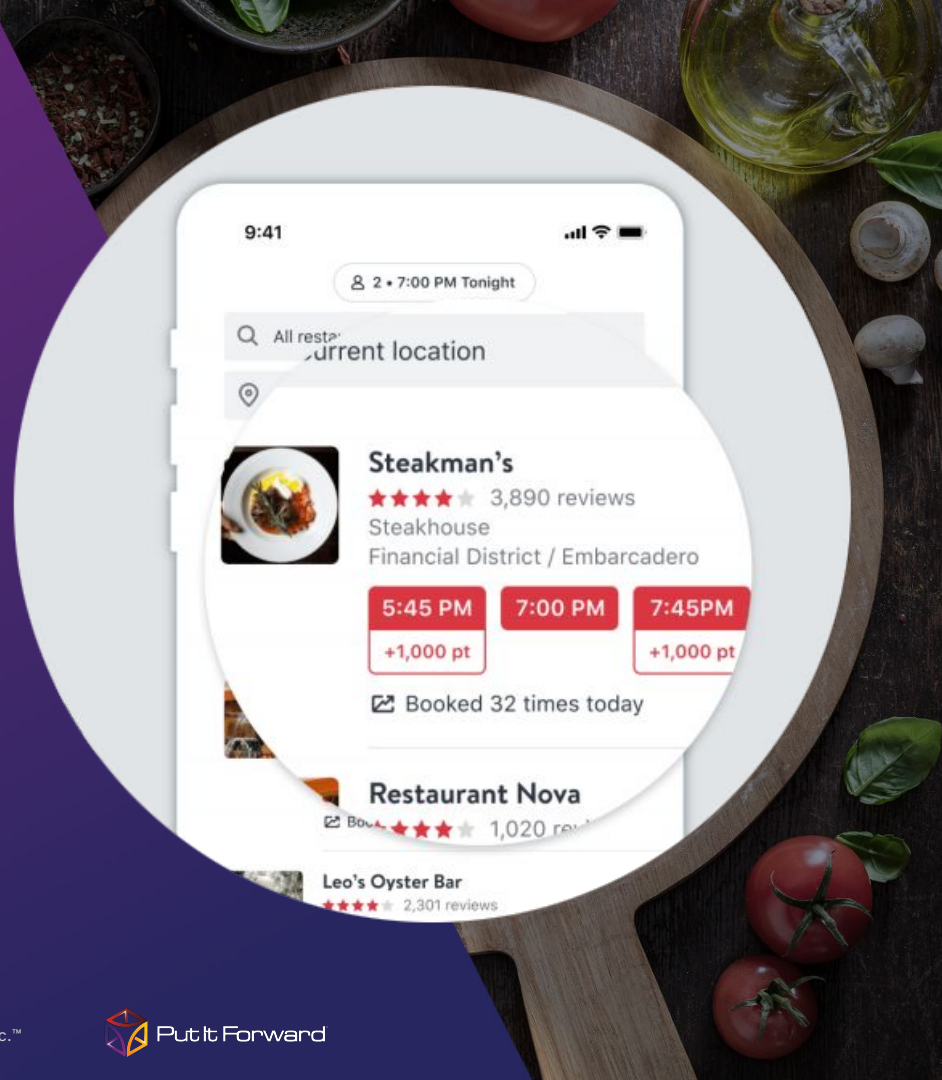 9:41
2 • 7:00 PM Tonight
All
current location
Steakman's
3,890 reviews
Steakhouse
Financial District / Embarcadero
5:45 PM 7:00 PM 7:45PM
+1,000 pt +1,000 pt
Booked 32 times today
Restaurant Nova
1,020
Leo's Oyster Bar
2,301 reviews
c.™
Put It Forward